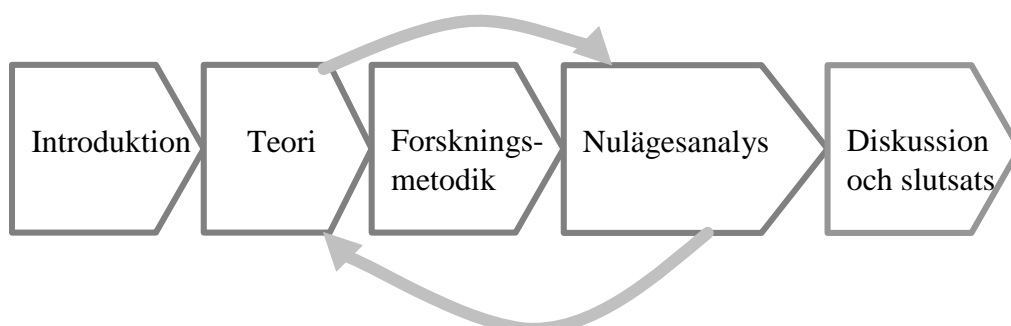 Introduktion
Teori
Forsknings-
metodik
Nulägesanalys
Diskussion
och slutsats